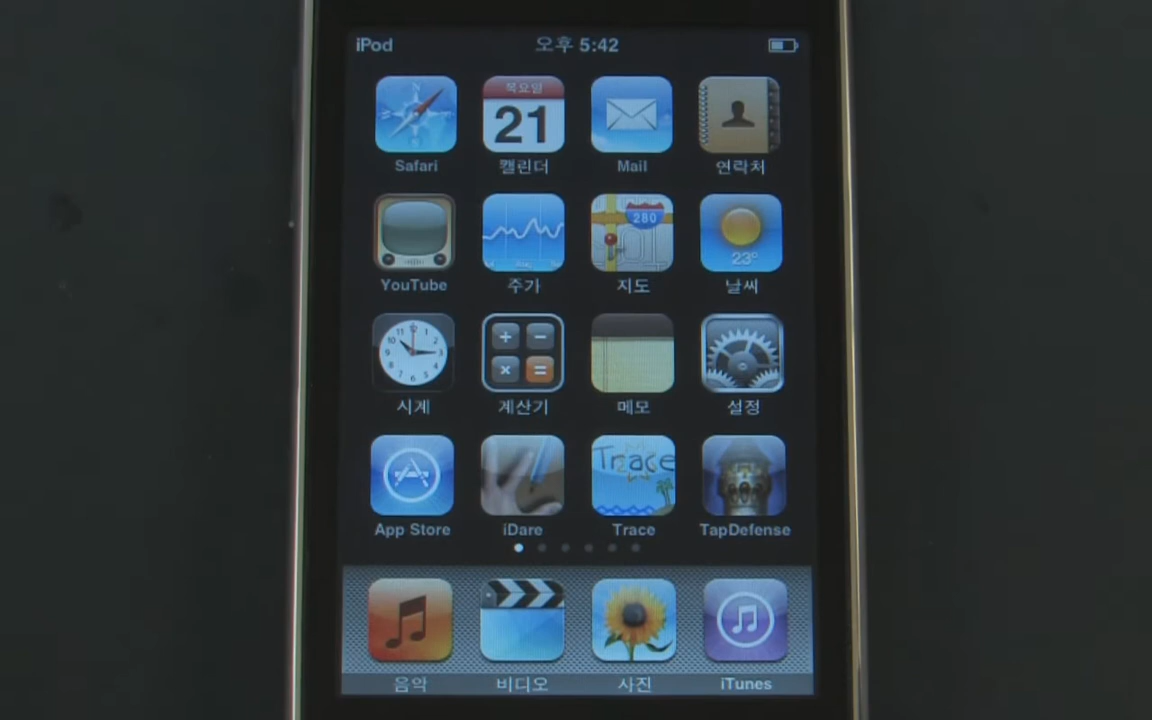 iPod 오후 5:42
목요일
21
Safari 캘린더 Mail 연락처
280
23°
YouTube 주가 지도 날씨
시계 계산기 메모 설정
Trace
App Store iDare Trace TapDefense
음악 비디오 사진 iTunes